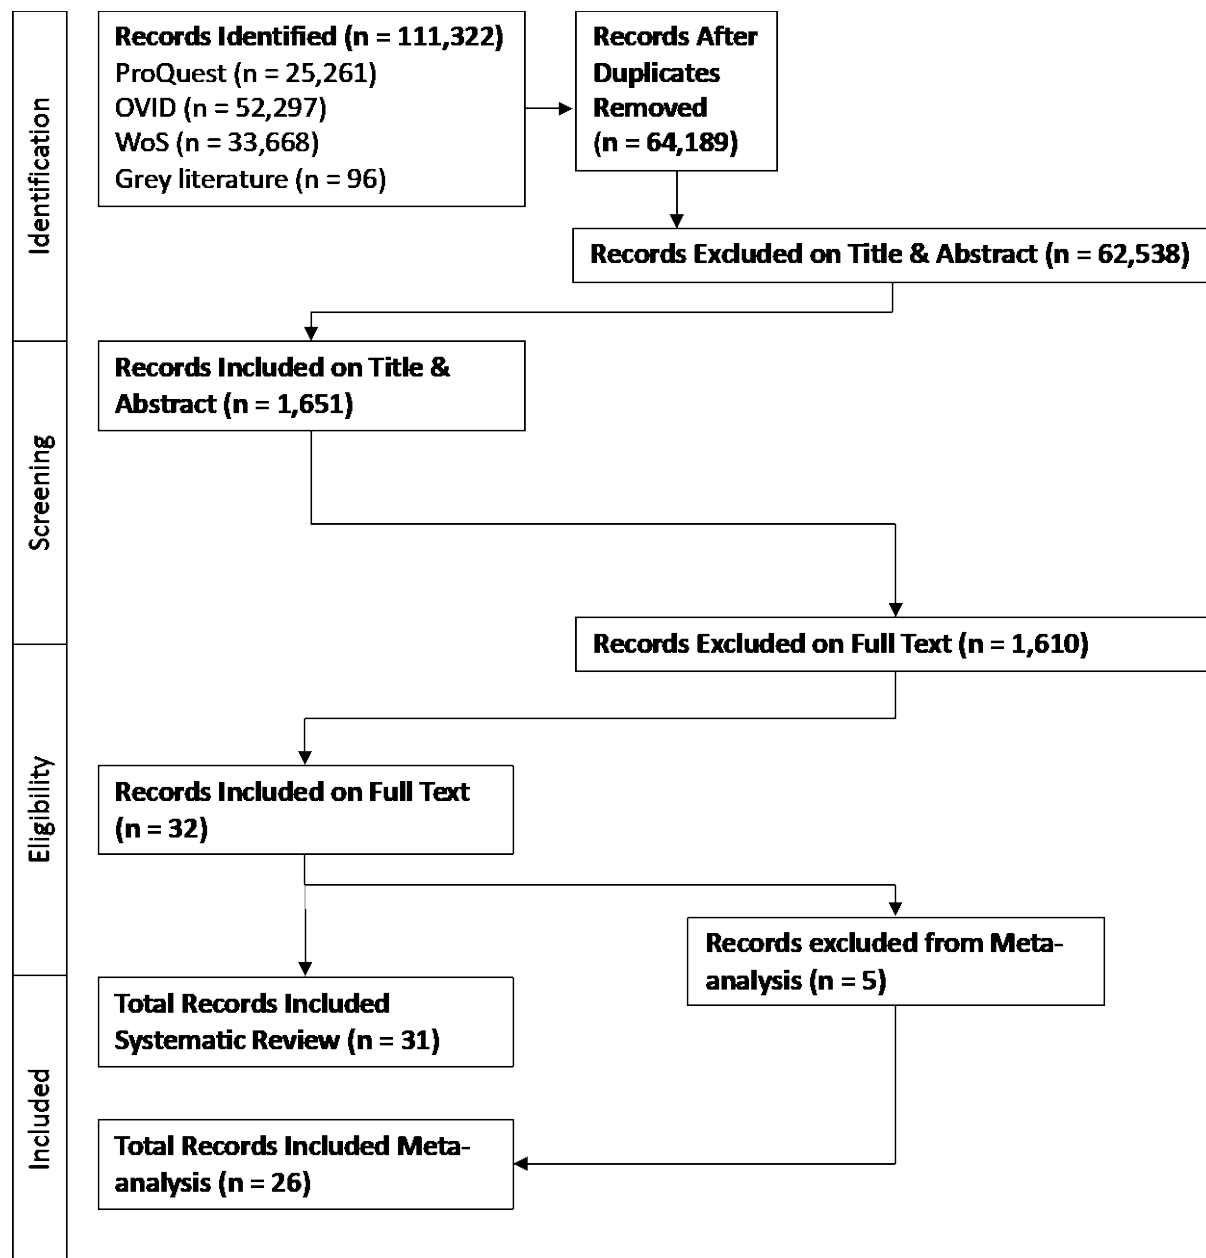 Identification
Records Identified (n = 111,322)
ProQuest (n = 25,261)
OVID (n = 52,297)
WoS (n = 33,668)
Grey literature (n = 96)
Records After
Duplicates
Removed
(n = 64,189)
Records Excluded on Title & Abstract (n = 62,538)
Screening
Records Included on Title &
Abstract (n = 1,651)
Records Excluded on Full Text (n = 1,610)
Eligibility
Records Included on Full Text
(n = 32)
Records excluded from Meta-
analysis (n = 5)
Included
Total Records Included
Systematic Review (n = 31)
Total Records Included Meta-
analysis (n = 26)